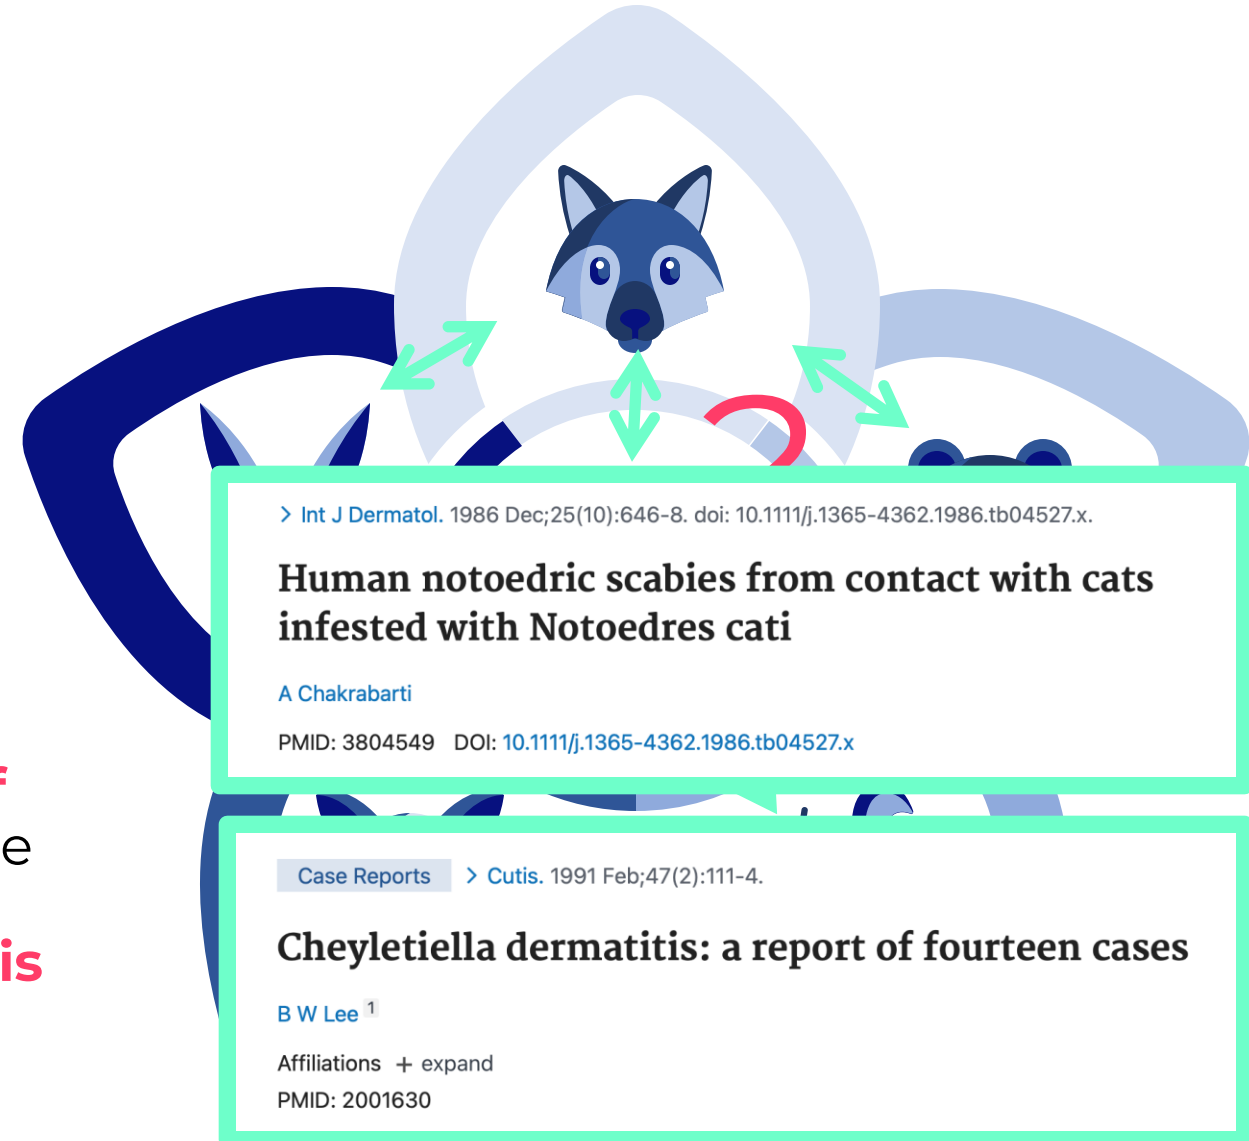 > Int J Dermatol. 1986 Dec;25(10):646-8. doi: 10.1111/j.1365-4362.1986.tb04527.x.
Human notoedric scabies from contact with cats
infested with Notoedres cati
A Chakrabarti
PMID: 3804549 DOI: 10.1111/j.1365-4362.1986.tb04527.x
f
e
is
Case Reports > Cutis. 1991 Feb;47(2):111-4.
Cheyletiella dermatitis: a report of fourteen cases
B W Lee 1
Affiliations + expand
PMID: 2001630